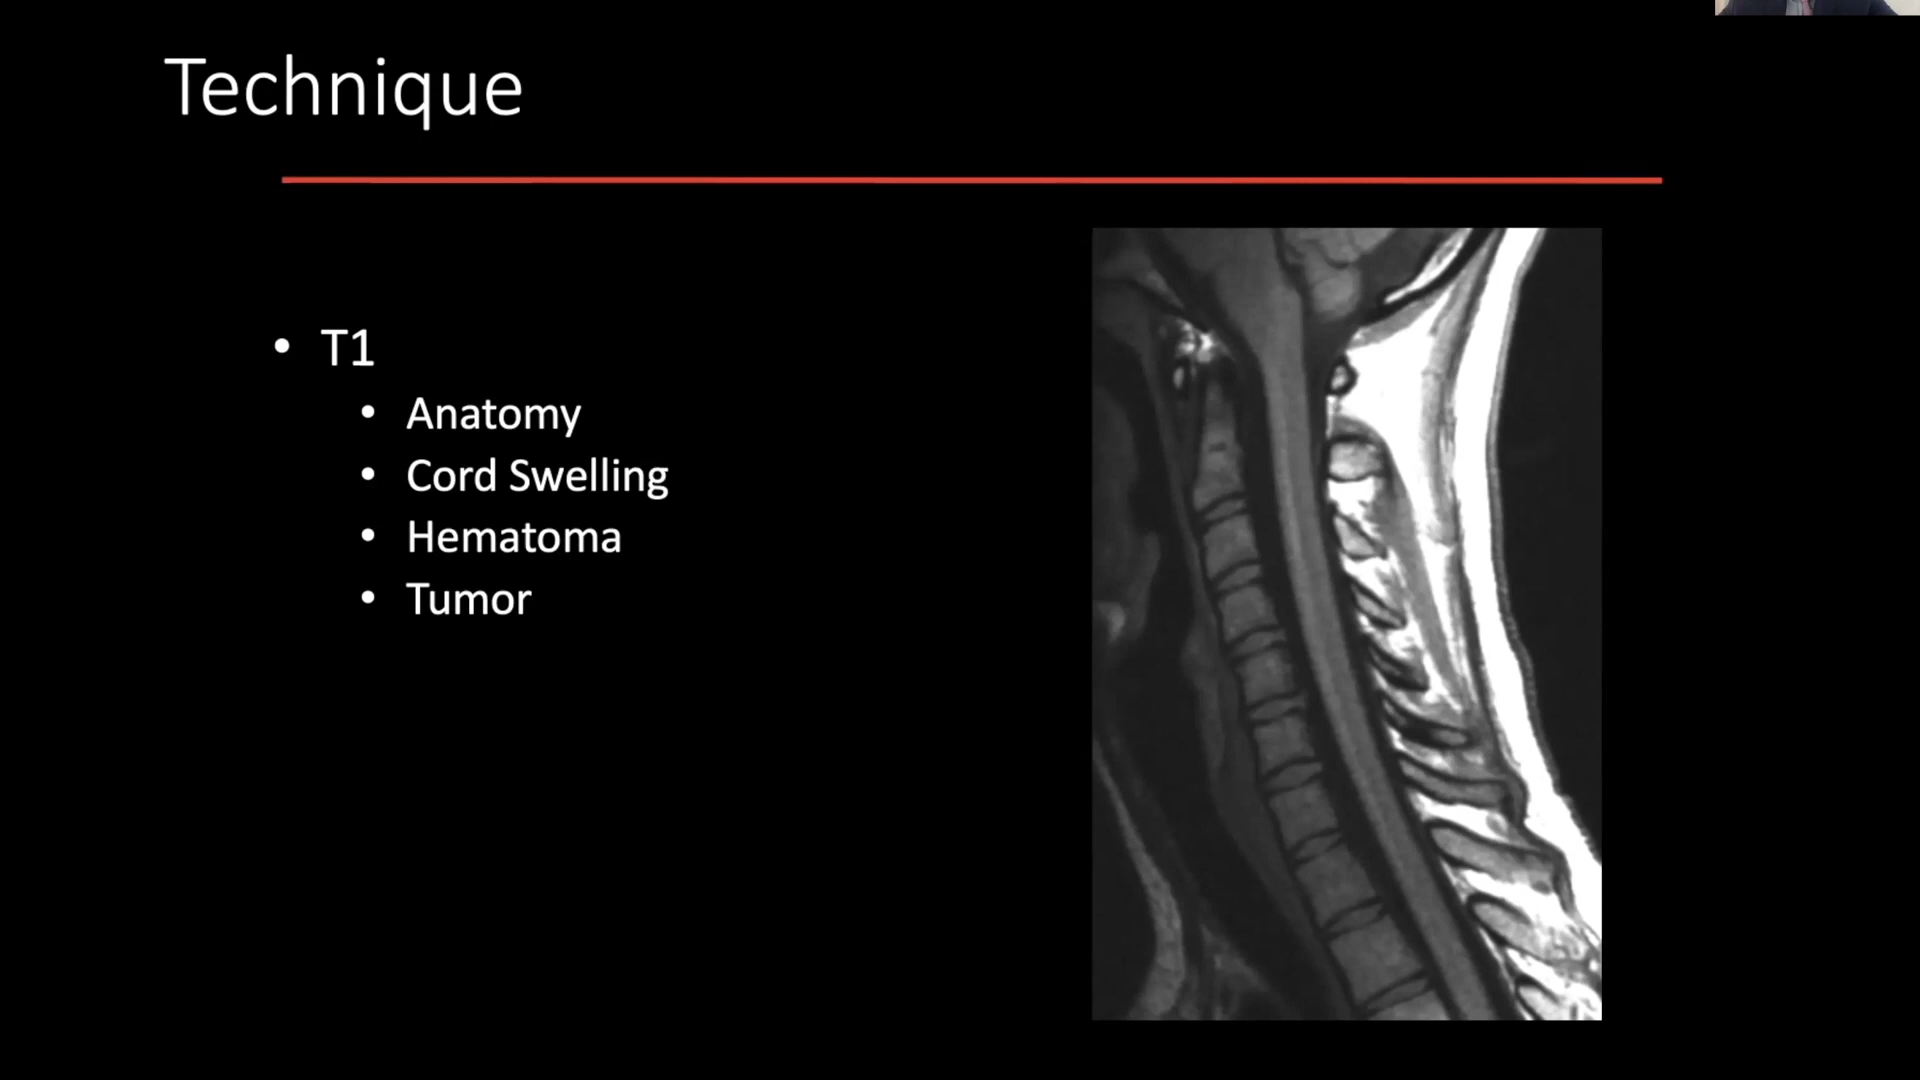 Technique
• T1
• Anatomy
• Cord Swelling
• Hematoma
• Tumor